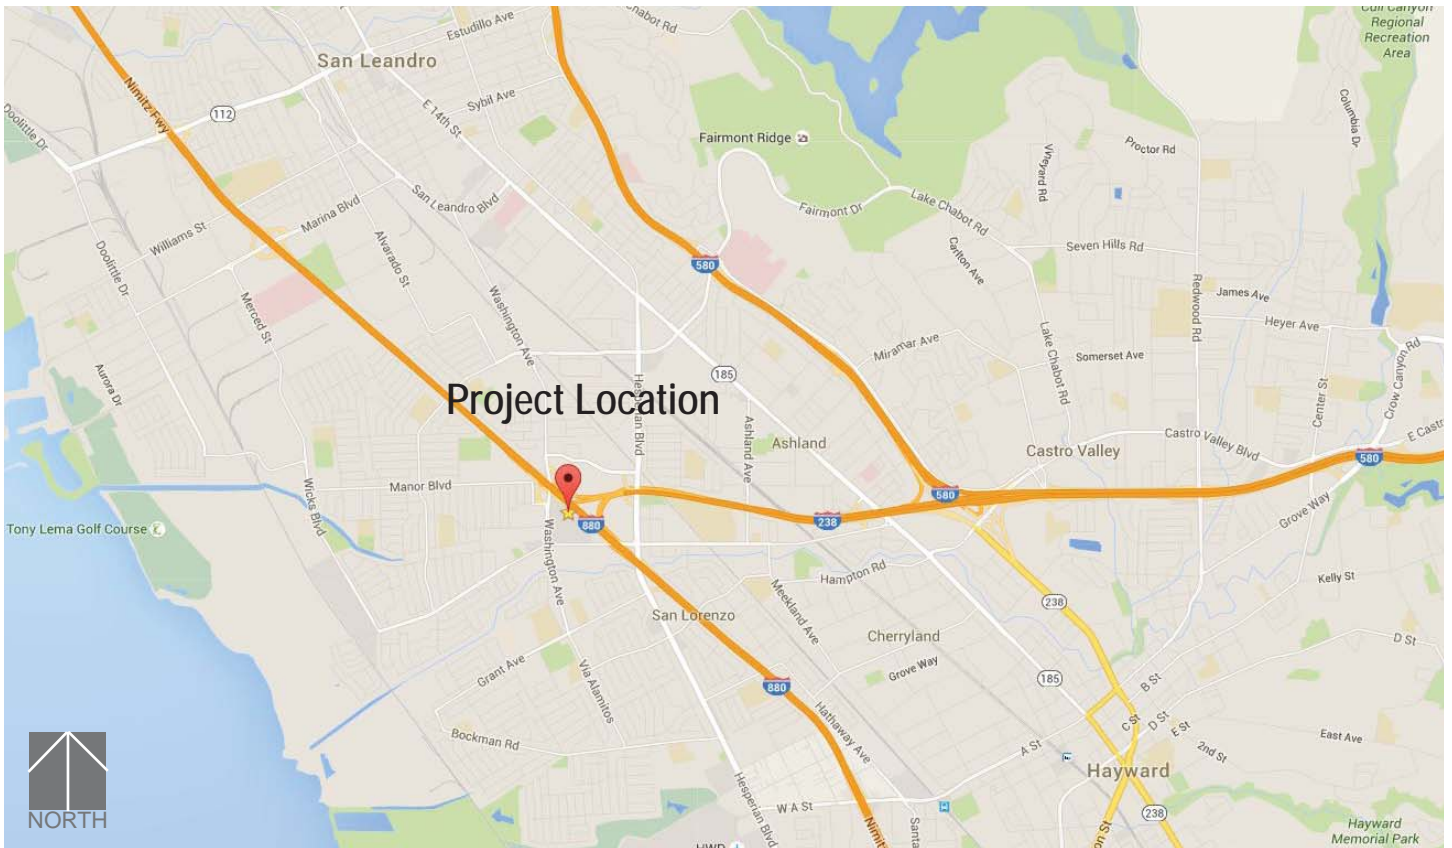 Cull Canyon
Regional
Recreation
Area
Estudillo Ave
Chabot Rd
San Leandro
Nimitz Fwy
Doolittle Dr
112
E 14th St
Sybil Ave
Fairmont Ridge
Columbia Dr
Proctor Rd
Vineyard Rd
San Leandro Blvd
Marina Blvd
Williams St
Fairmont Dr
Lake Chabot Rd
Seven Hills Rd
Carlton Ave
Doolittle Dr
Alvarado St
580
Merced St
Washington Ave
Redwood Rd
James Ave
Heyer Ave
Lake Chabot Rd
Miramar Ave
Somerset Ave
Crow Canyon Rd
Aurora Dr
185
Hesperian Blvd
Project Location
Ashland Ave
Ashland
Center St
Castro Valley Blvd
E Castr
Castro Valley
580
Manor Blvd
Wicks Blvd
580
Grove Way
Tony Lema Golf Course
880
238
Washington Ave
Hampton Rd
Kelly St
Meekland Ave
238
San Lorenzo
Cherryland
D St
Grant Ave
Via Alamitos
Grove Way
185
B St
880
Hathaway Ave
C St
D St
E St
2nd St
East Ave
Bockman Rd
A St
Hayward
Hesperian Blvd
W A St
238
NORTH
Nimitz
Santa
on St
Hayward
Memorial Park
HWD